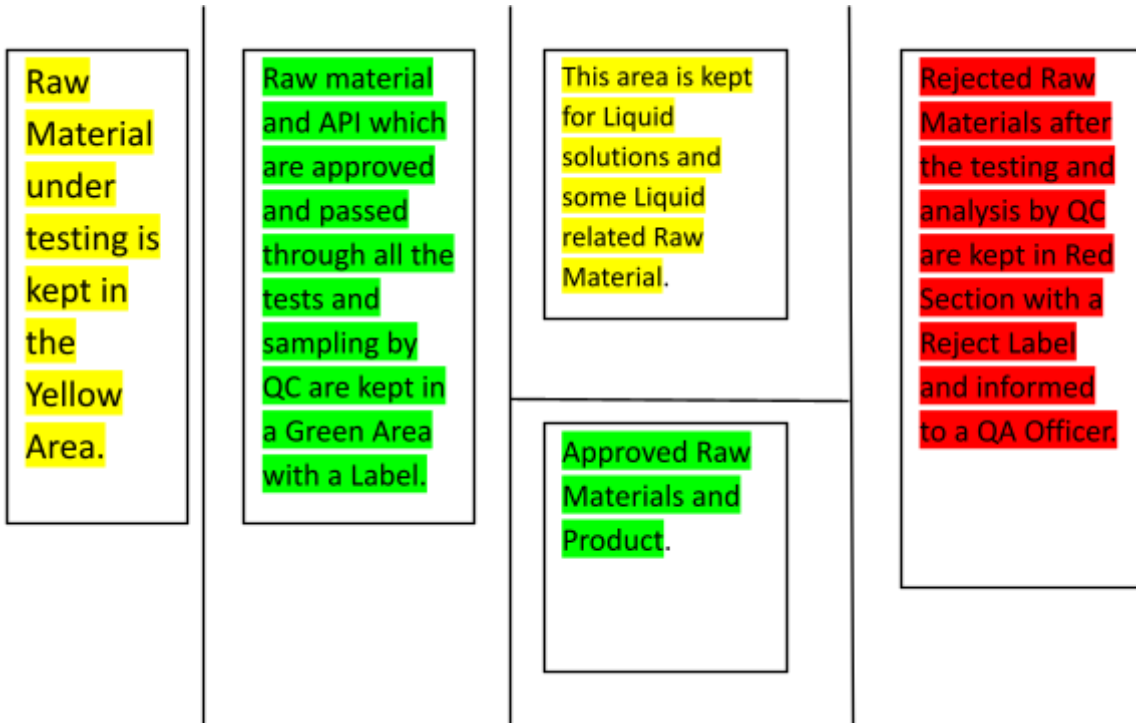 Raw
Material
under
testing is
kept in
the
Yellow
Area.
Raw material
and API which
are approved
and passed
through all the
tests and
sampling by
QC are kept in
a Green Area
with a Label.
This area is kept
for Liquid
solutions and
some Liquid
related Raw
Material.
Approved Raw
Materials and
Product.
Rejected Raw
Materials after
the testing and
analysis by QC
are kept in Red
Section with a
Reject Label
and informed
to a QA Officer.